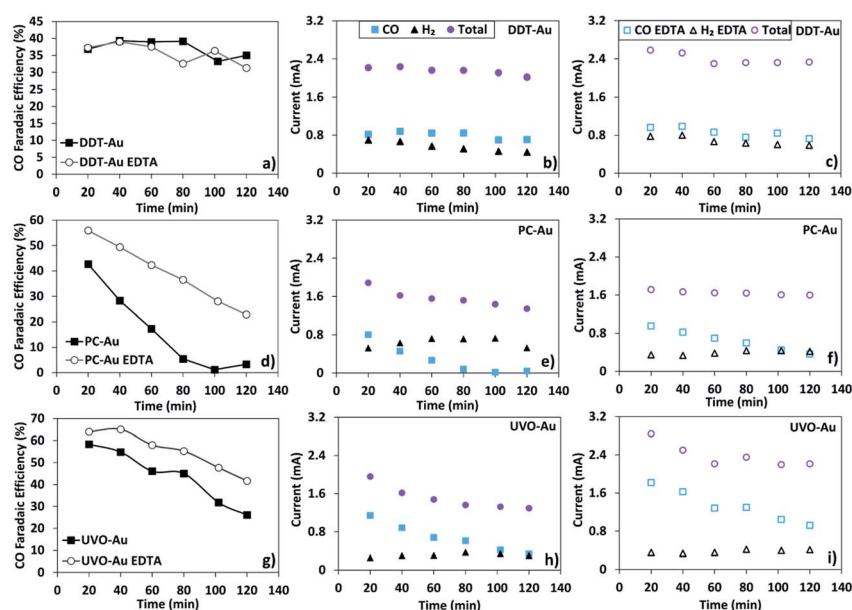 CO Faradaic Efficiency (%)
45
40
35
30
25
20
15
10
5
0
DDT-Au
DDT-Au EDTA
a)
0 20 40 60 80 100 120 140
Time (min)
Current (mA)
3.2
2.4
1.6
0.8
0
CO H₂ Total DDT-Au
b)
0 20 40 60 80 100 120 140
Time (min)
Current (mA)
3.2
2.4
1.6
0.8
0
CO EDTA H₂ EDTA Total DDT-Au
c)
0 20 40 60 80 100 120 140
Time (min)
CO Faradaic Efficiency (%)
60
50
40
30
20
10
0
PC-Au
PC-Au EDTA
d)
0 20 40 60 80 100 120 140
Time (min)
Current (mA)
3.2
2.4
1.6
0.8
0
PC-Au
e)
0 20 40 60 80 100 120 140
Time (min)
Current (mA)
3.2
2.4
1.6
0.8
0
PC-Au
f)
0 20 40 60 80 100 120 140
Time (min)
CO Faradaic Efficiency (%)
70
60
50
40
30
20
10
0
UVO-Au
UVO-Au EDTA
g)
0 20 40 60 80 100 120 140
Time (min)
Current (mA)
3.2
2.4
1.6
0.8
0
UVO-Au
h)
0 20 40 60 80 100 120 140
Time (min)
Current (mA)
3.2
2.4
1.6
0.8
0
UVO-Au
i)
0 20 40 60 80 100 120 140
Time (min)